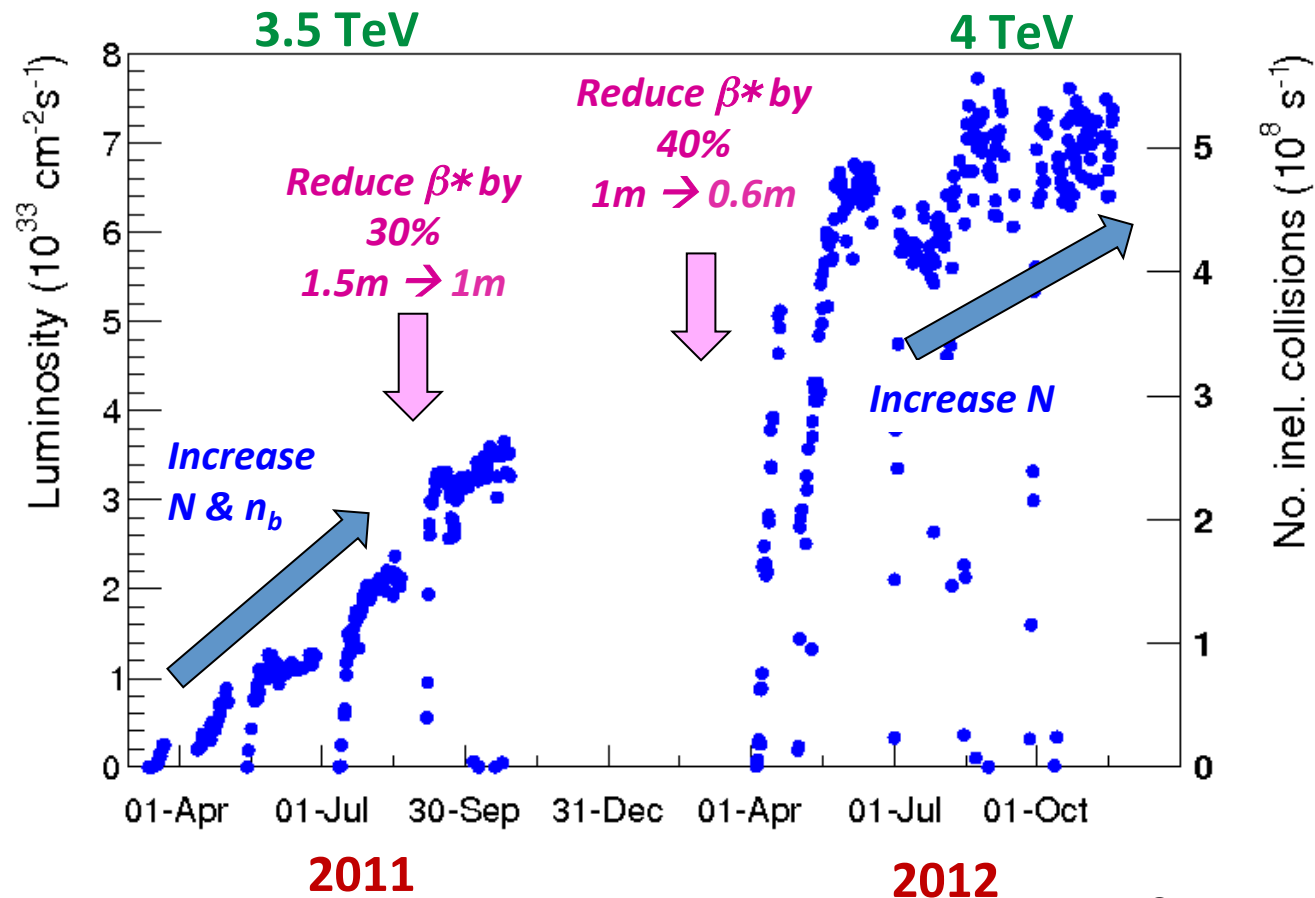 3.5 TeV
4 TeV
Luminosity (10³³ cm⁻²s⁻¹)
8
7
6
5
4
3
2
1
0
Reduce β* by
30%
1.5m → 1m
Reduce β* by
40%
1m → 0.6m
Increase
N & n_b
Increase N
5
4
3
2
1
0
No. inel. collisions (10⁸ s⁻¹)
01-Apr 01-Jul 30-Sep 31-Dec 01-Apr 01-Jul 01-Oct
2011
2012